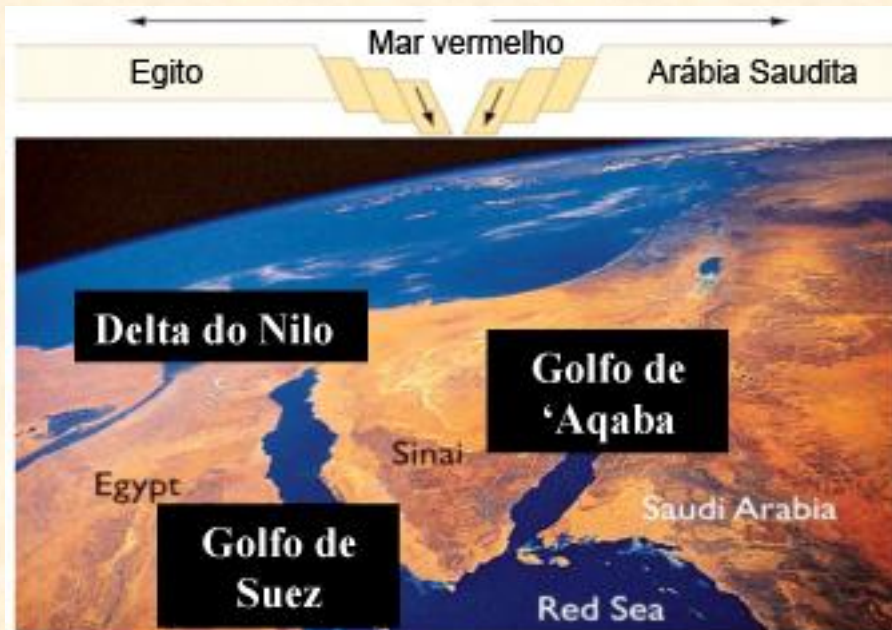 Mar vermelho
Egito
Arábia Saudita
Delta do Nilo
Golfo de
‘Aqaba
Sinai
Egypt
Saudi Arabia
Golfo de
Suez
Red Sea